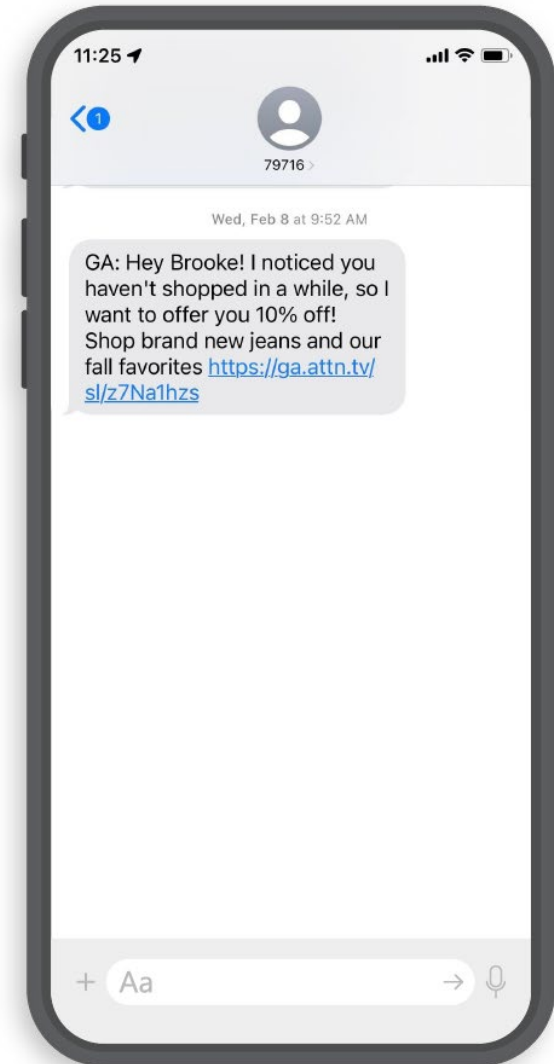 11:25
1
79716
Wed, Feb 8 at 9:52 AM
GA: Hey Brooke! I noticed you
haven't shopped in a while, so I
want to offer you 10% off!
Shop brand new jeans and our
fall favorites https://ga.attn.tv/
sl/z7Na1hzs
Aa